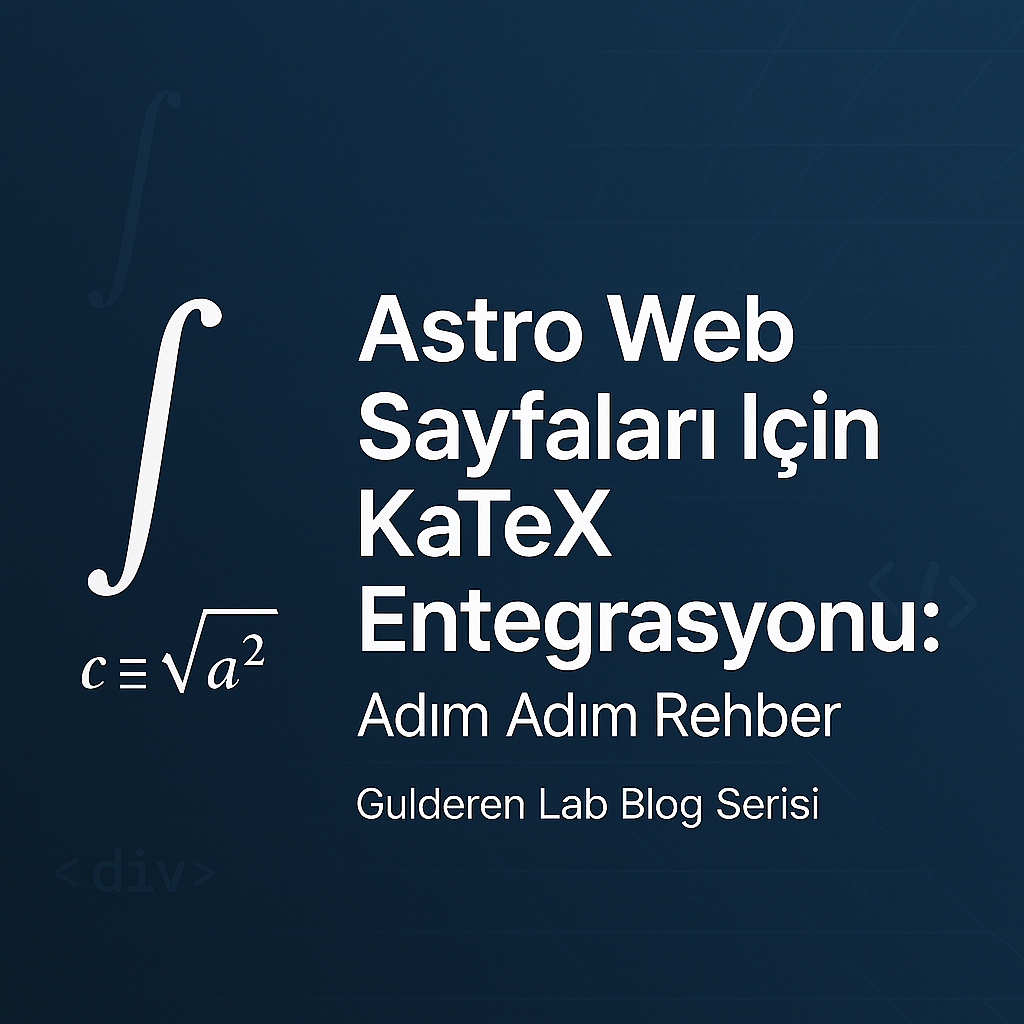 ∫
Astro Web
Sayfaları Için
KaTeX
Entegrasyonu:
c ≡ √a²
Adım Adım Rehber
Gulderen Lab Blog Serisi
∫
</>
<div>